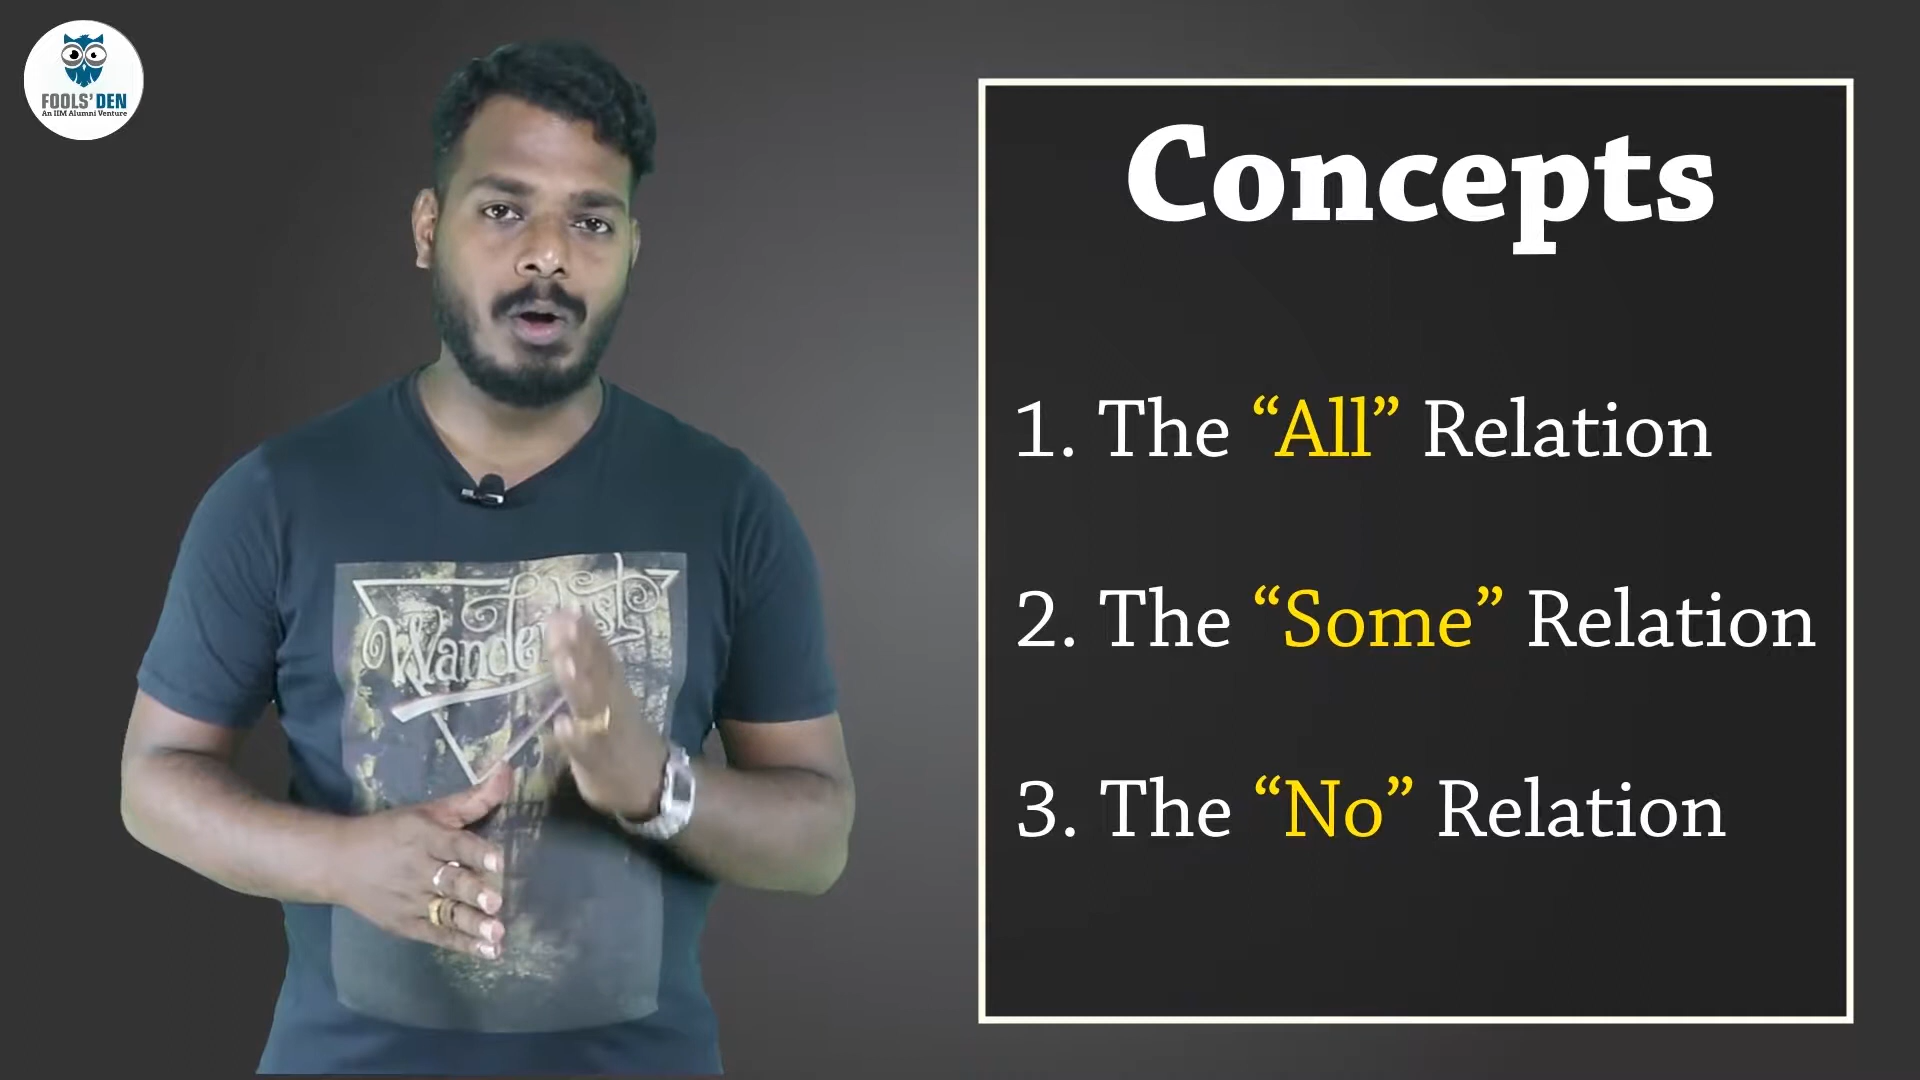 FOOLS' DEN
An IIM Alumni Venture
Concepts
1. The “All” Relation
2. The “Some” Relation
3. The “No” Relation